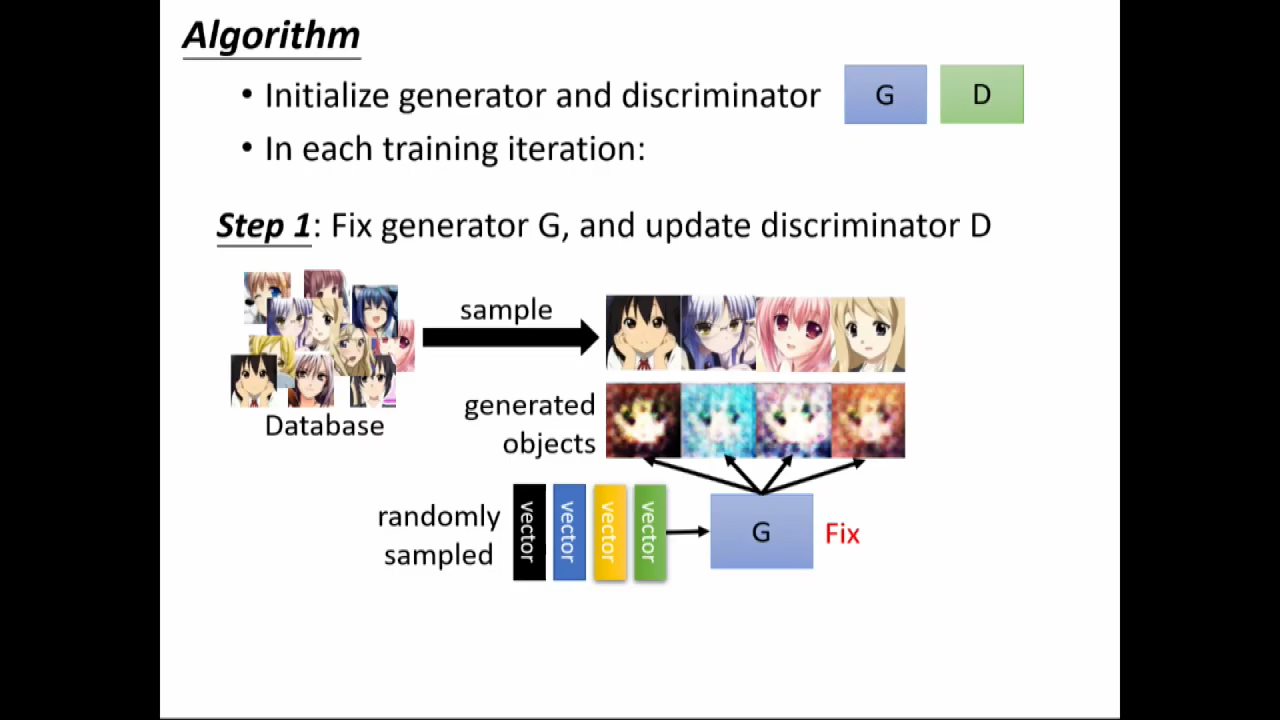 Algorithm
• Initialize generator and discriminator G D
• In each training iteration:
Step 1: Fix generator G, and update discriminator D
sample
Database
generated
objects
randomly
sampled
vector vector vector vector
G Fix